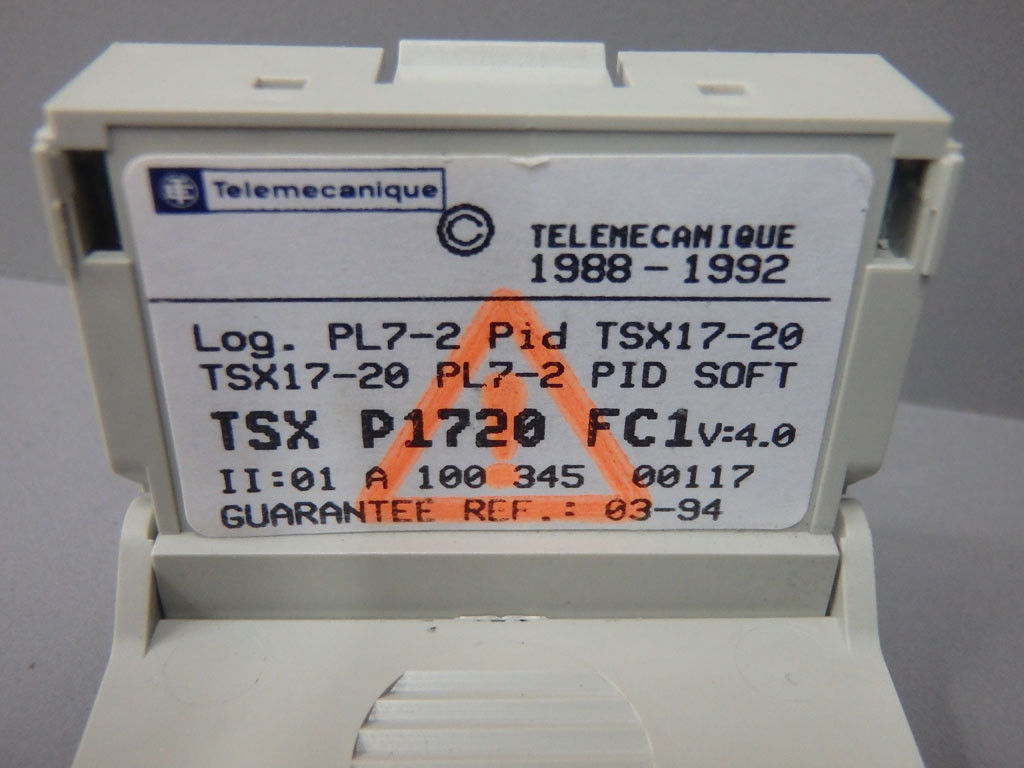 Telemecanique
© TELEMECANIQUE
1988-1992
Log. PL7-2 Pid TSX17-20
TSX17-20 PL7-2 PID SOFT
TSX P1720 FC1 V:4.0
II:01 A 100 345 00117
GUARANTEE REF.: 03-94